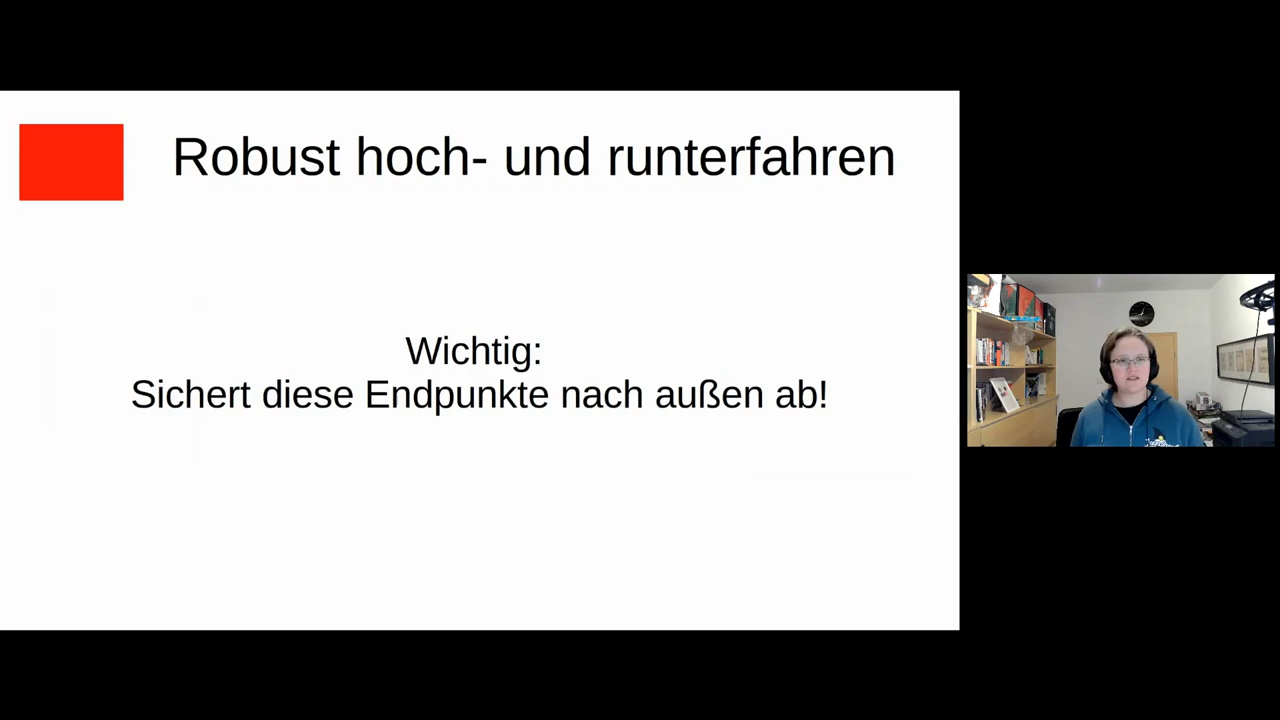 Robust hoch- und runterfahren
Wichtig:
Sichert diese Endpunkte nach außen ab!